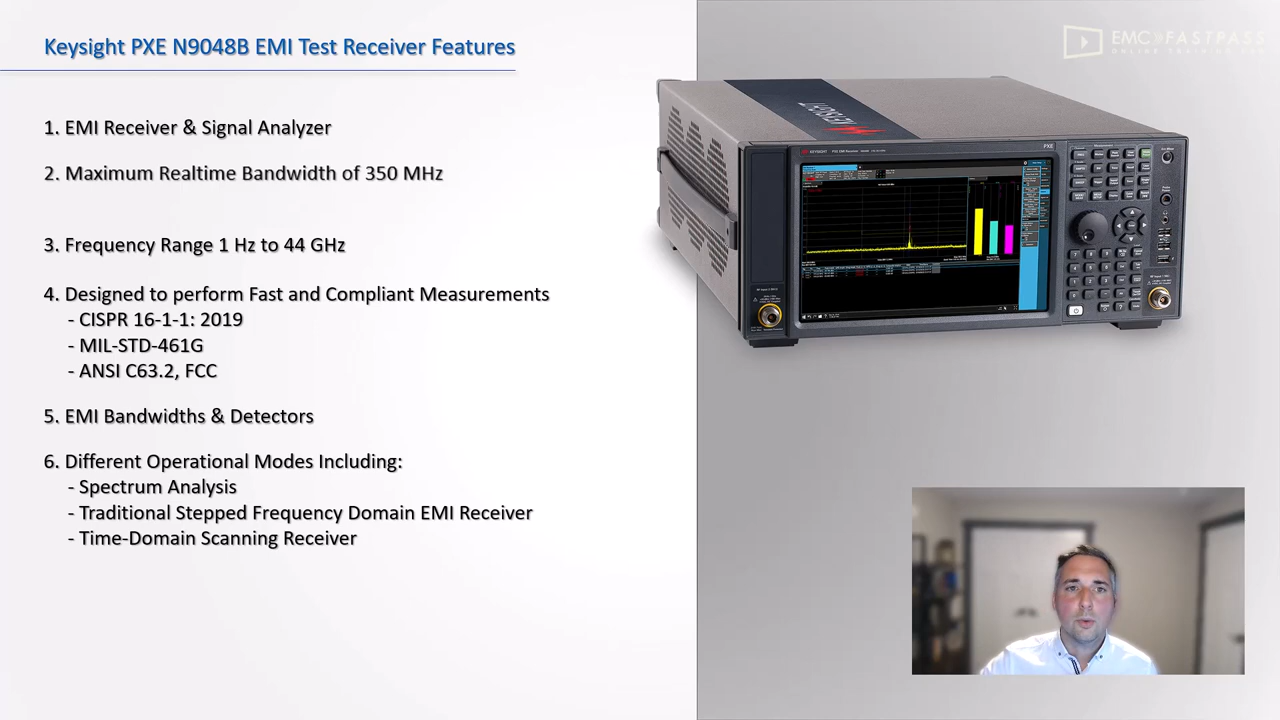 Keysight PXE N9048B EMI Test Receiver Features
EMC FASTPASS
1. EMI Receiver & Signal Analyzer
2. Maximum Realtime Bandwidth of 350 MHz
3. Frequency Range 1 Hz to 44 GHz
4. Designed to perform Fast and Compliant Measurements
- CISPR 16-1-1: 2019
- MIL-STD-461G
- ANSI C63.2, FCC
5. EMI Bandwidths & Detectors
6. Different Operational Modes Including:
- Spectrum Analysis
- Traditional Stepped Frequency Domain EMI Receiver
- Time-Domain Scanning Receiver
KEYSIGHT
KEYSIGHT
PXE